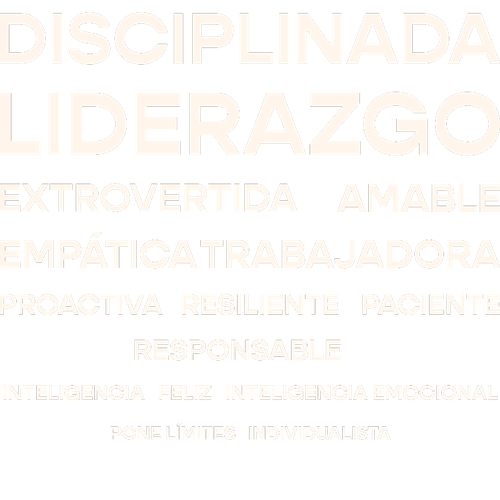 DISCIPLINADA
LIDERAZGO
EXTROVERTIDA AMABLE
EMPÁTICA TRABAJADORA
PROACTIVA RESILIENTE PACIENTE
RESPONSABLE
INTELIGENCIA FELIZ INTELIGENCIA EMOCIONAL
PONE LÍMITES INDIVIDUALISTA